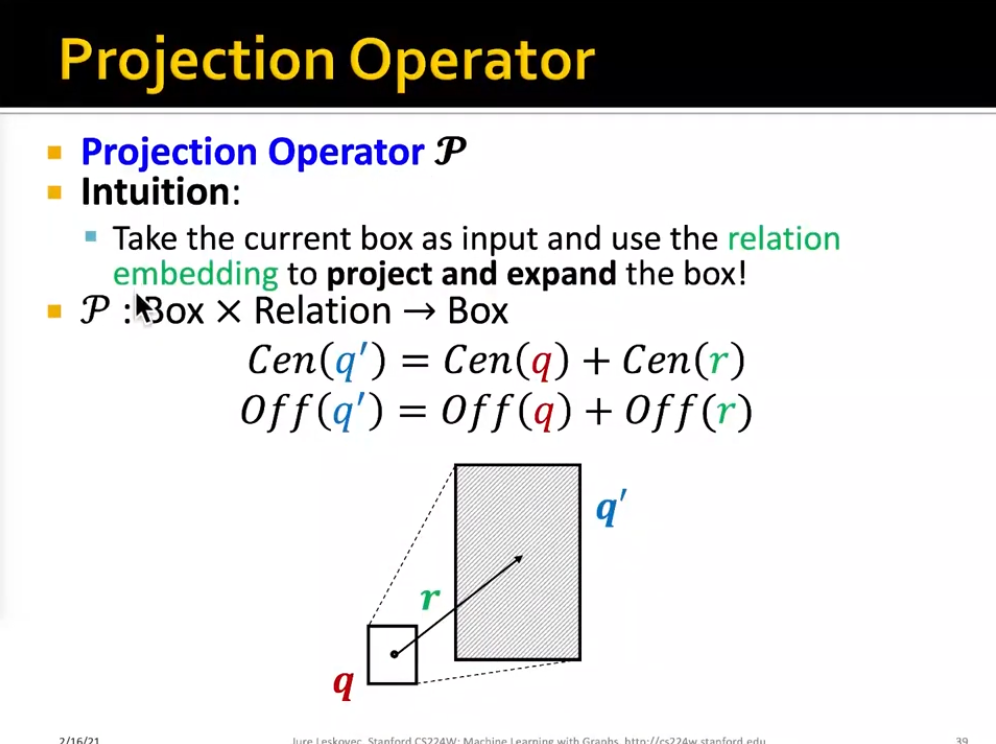 Projection Operator
Projection Operator 𝒫
Intuition:
Take the current box as input and use the relation
embedding to project and expand the box!
𝒫 : Box × Relation → Box
Cen(q′) = Cen(q) + Cen(r)
Off(q′) = Off(q) + Off(r)
q′
r
q
2/16/21 Jure Leskovec, Stanford CS224W: Machine Learning with Graphs, http://cs224w.stanford.edu 39